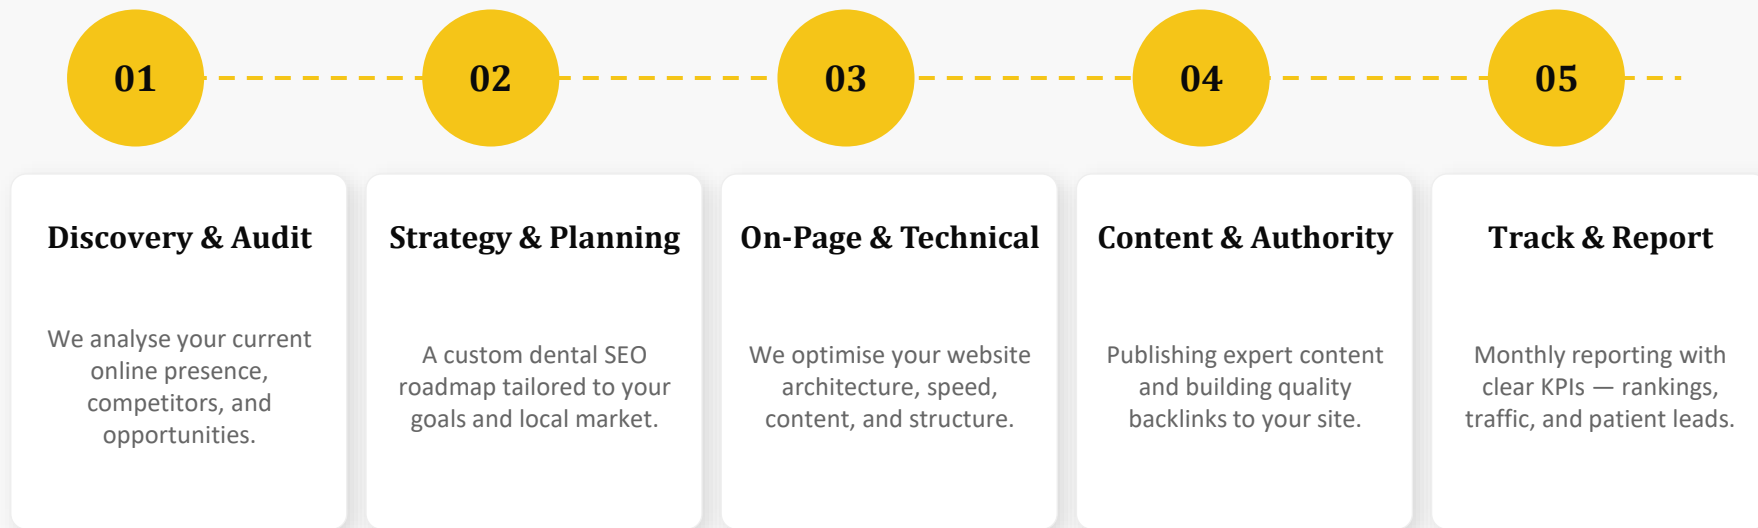 01
02
03
04
05
Discovery & Audit
We analyse your current
online presence,
competitors, and
opportunities.
Strategy & Planning
A custom dental SEO
roadmap tailored to your
goals and local market.
On-Page & Technical
We optimise your website
architecture, speed,
content, and structure.
Content & Authority
Publishing expert content
and building quality
backlinks to your site.
Track & Report
Monthly reporting with
clear KPIs — rankings,
traffic, and patient leads.